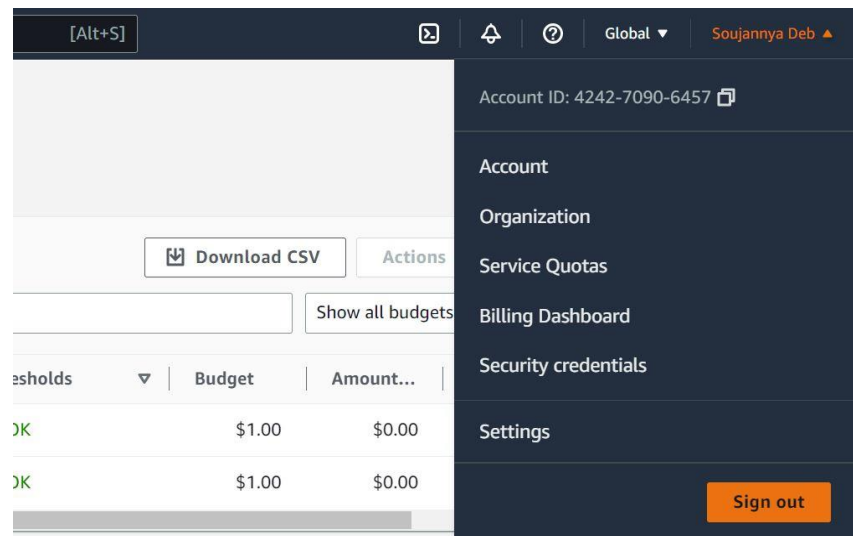 [Alt+S]
Global
Soujannya Deb
Account ID: 4242-7090-6457
Account
Organization
Service Quotas
Billing Dashboard
Security credentials
Settings
Sign out
Download CSV
Actions
Show all budgets
esholds
Budget
Amount...
OK
$1.00
$0.00
OK
$1.00
$0.00